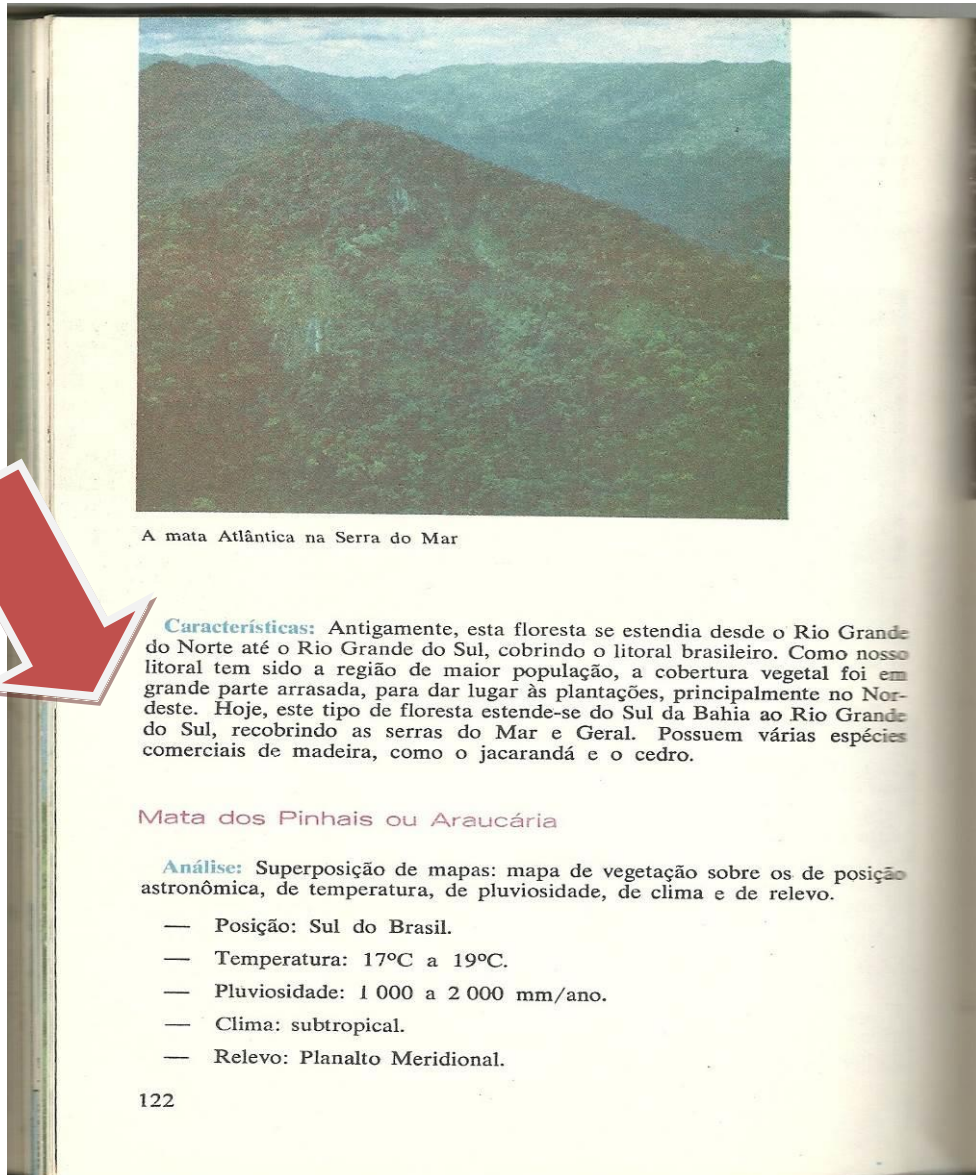 A mata Atlântica na Serra do Mar
Características: Antigamente, esta floresta se estendia desde o Rio Grande
do Norte até o Rio Grande do Sul, cobrindo o litoral brasileiro. Como nosso
litoral tem sido a região de maior população, a cobertura vegetal foi em
grande parte arrasada, para dar lugar às plantações, principalmente no Nor-
deste. Hoje, este tipo de floresta estende-se do Sul da Bahia ao Rio Grande
do Sul, recobrindo as serras do Mar e Geral. Possuem várias espécies
comerciais de madeira, como o jacarandá e o cedro.
Mata dos Pinhais ou Araucária
Análise: Superposição de mapas: mapa de vegetação sobre os de posição
astronômica, de temperatura, de pluviosidade, de clima e de relevo.
— Posição: Sul do Brasil.
— Temperatura: 17ºC a 19ºC.
— Pluviosidade: 1 000 a 2 000 mm/ano.
— Clima: subtropical.
— Relevo: Planalto Meridional.
122